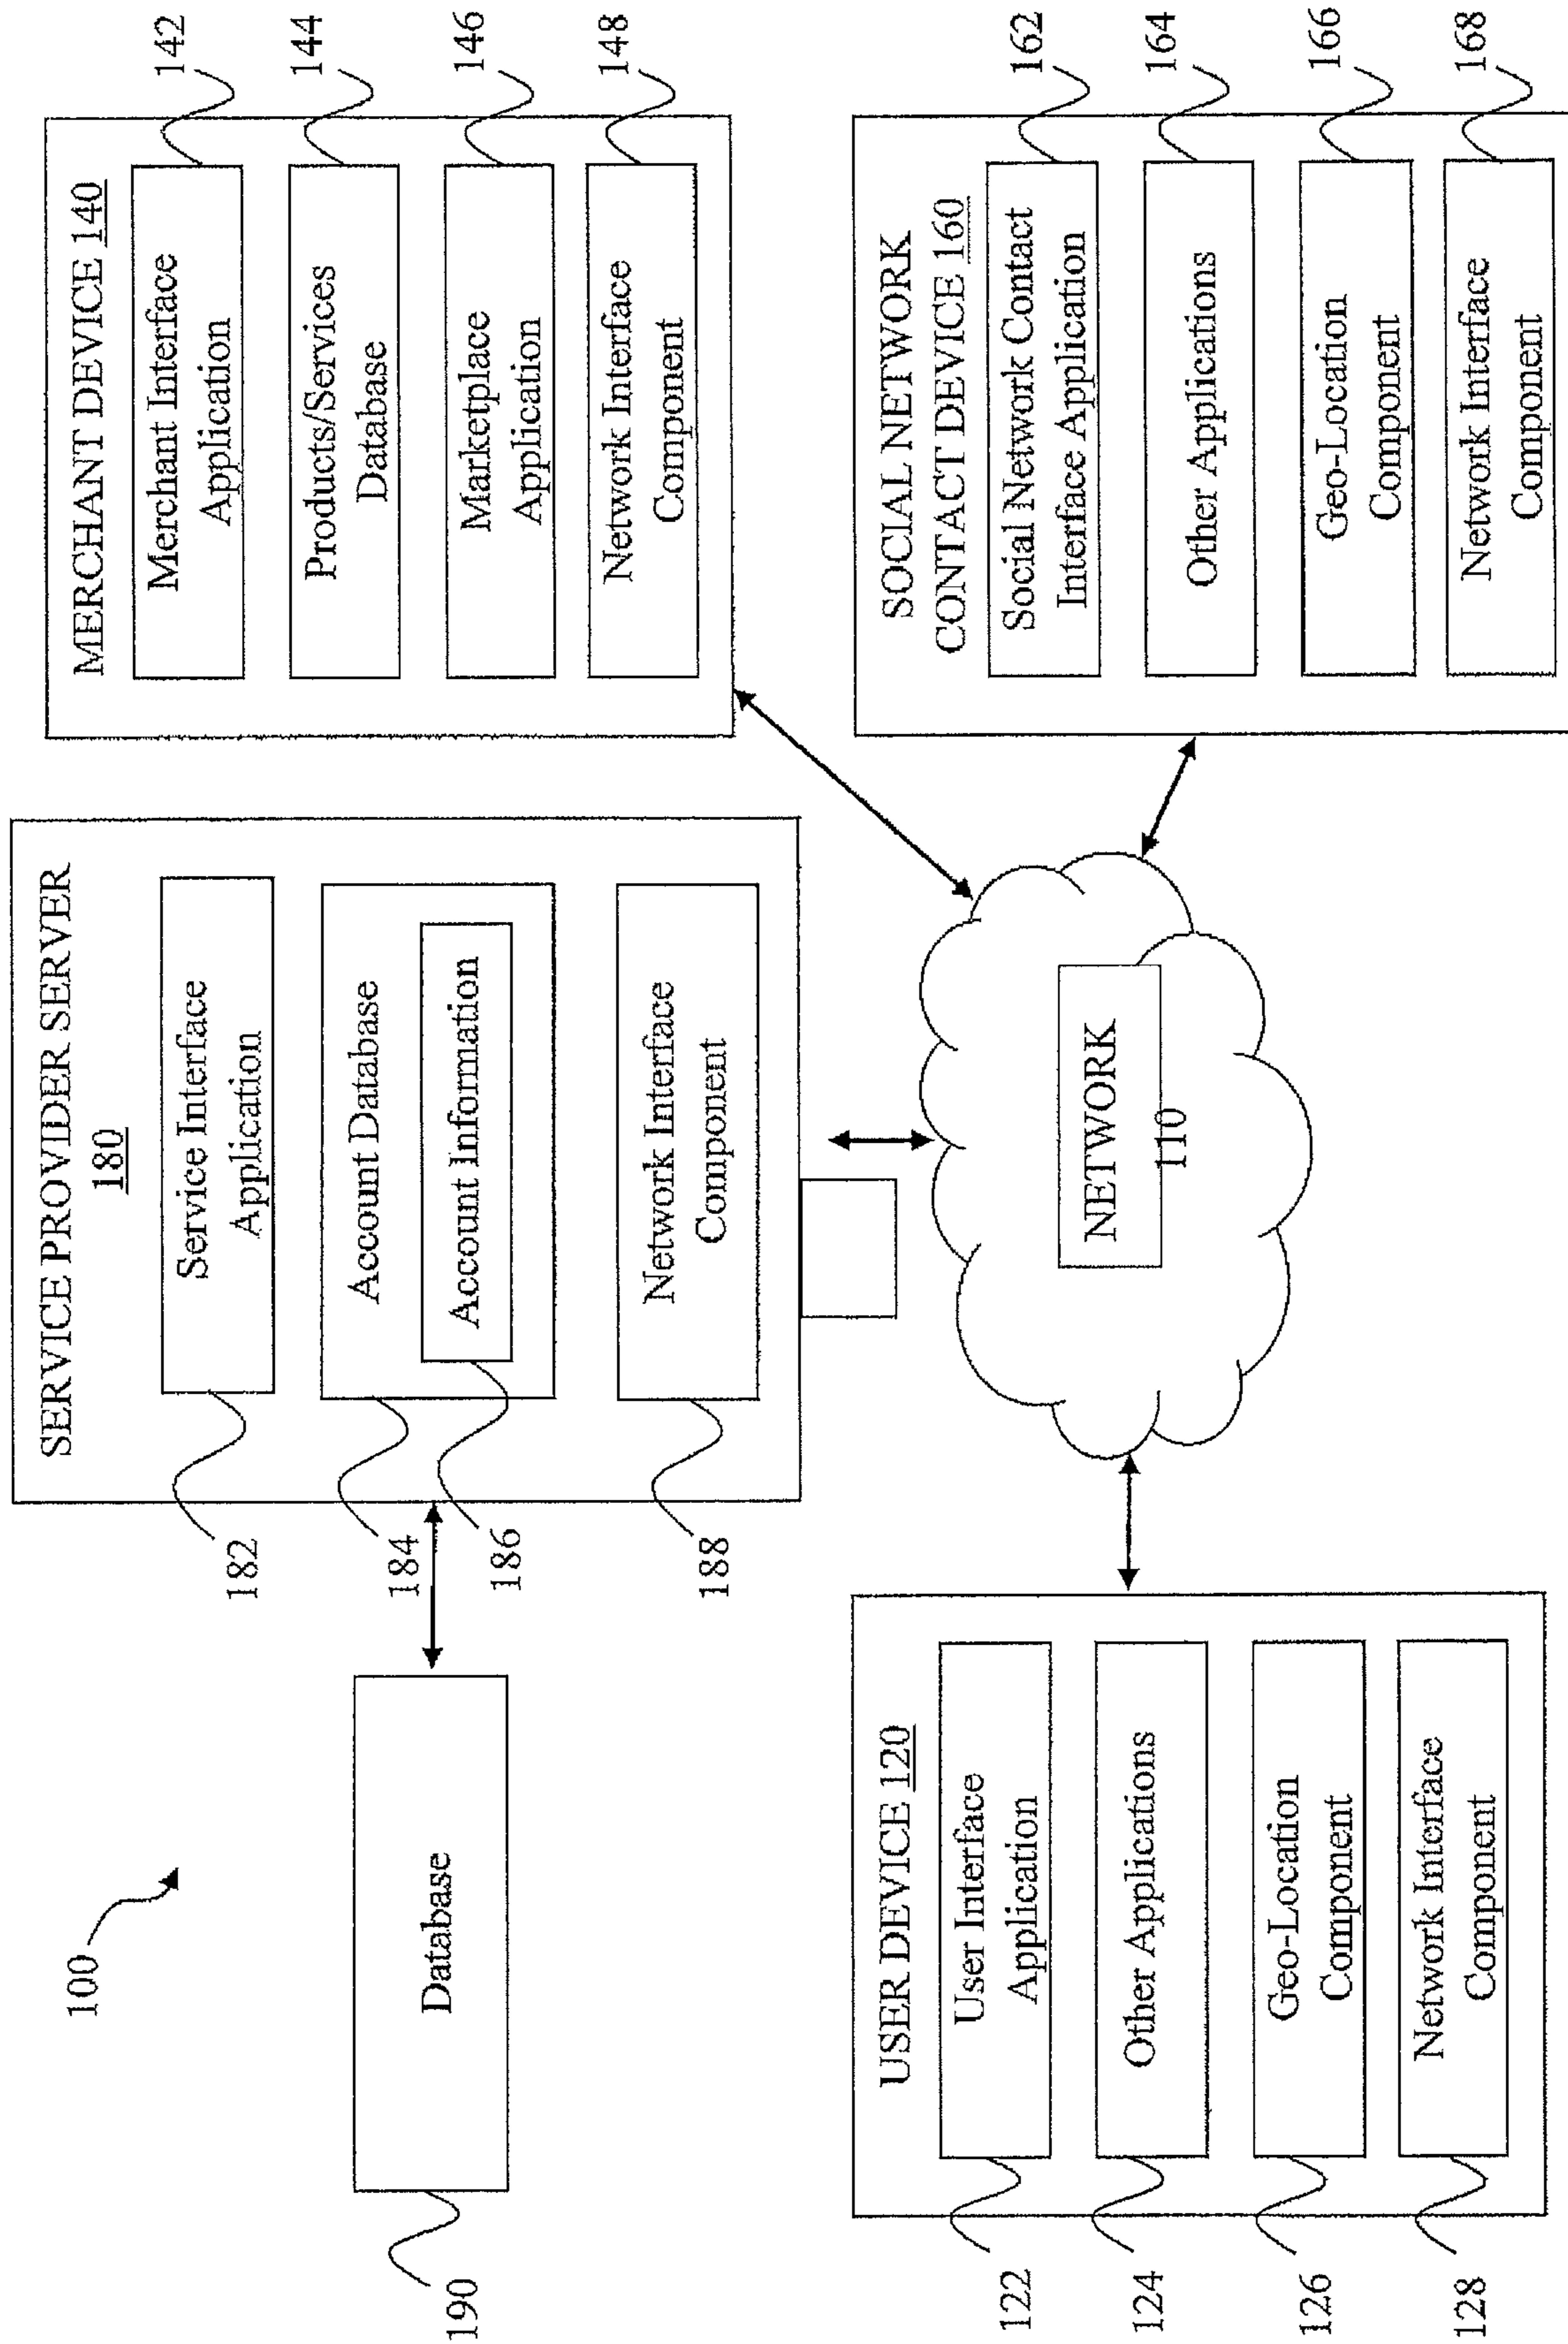 100
SERVICE PROVIDER SERVER
180
Service Interface
Application
Account Database
Account Information
Network Interface
Component
182
184
186
188
Database
190
MERCHANT DEVICE 140
Merchant Interface
Application
Products/Services
Database
Marketplace
Application
Network Interface
Component
142
144
146
148
USER DEVICE 120
User Interface
Application
Other Applications
Geo-Location
Component
Network Interface
Component
122
124
126
128
NETWORK
110
SOCIAL NETWORK
CONTACT DEVICE 160
Social Network Contact
Interface Application
Other Applications
Geo-Location
Component
Network Interface
Component
162
164
166
168